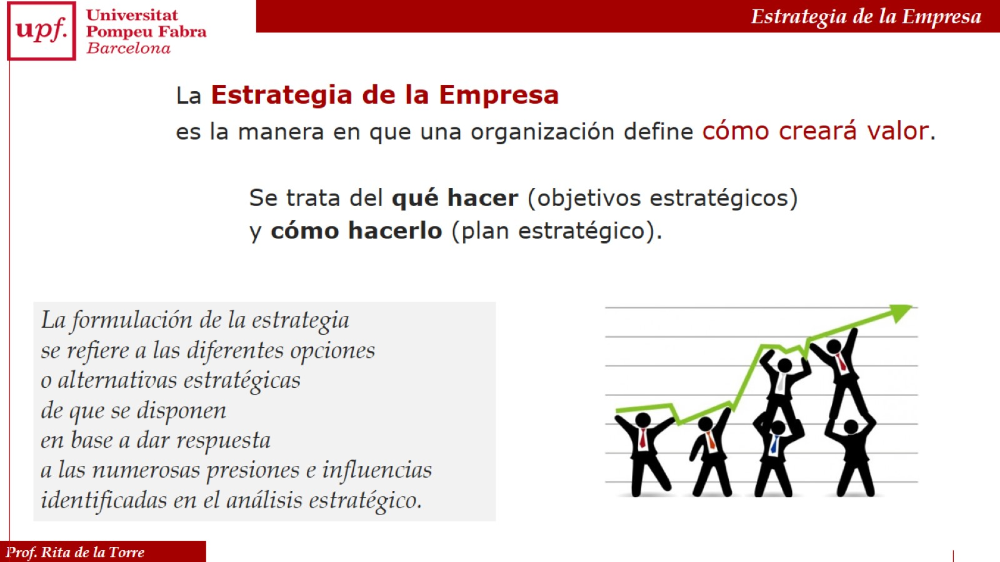 upf.
Universitat
Pompeu Fabra
Barcelona
Estrategia de la Empresa
La Estrategia de la Empresa
es la manera en que una organización define cómo creará valor.
Se trata del qué hacer (objetivos estratégicos)
y cómo hacerlo (plan estratégico).
La formulación de la estrategia
se refiere a las diferentes opciones
o alternativas estratégicas
de que se disponen
en base a dar respuesta
a las numerosas presiones e influencias
identificadas en el análisis estratégico.
Prof. Rita de la Torre